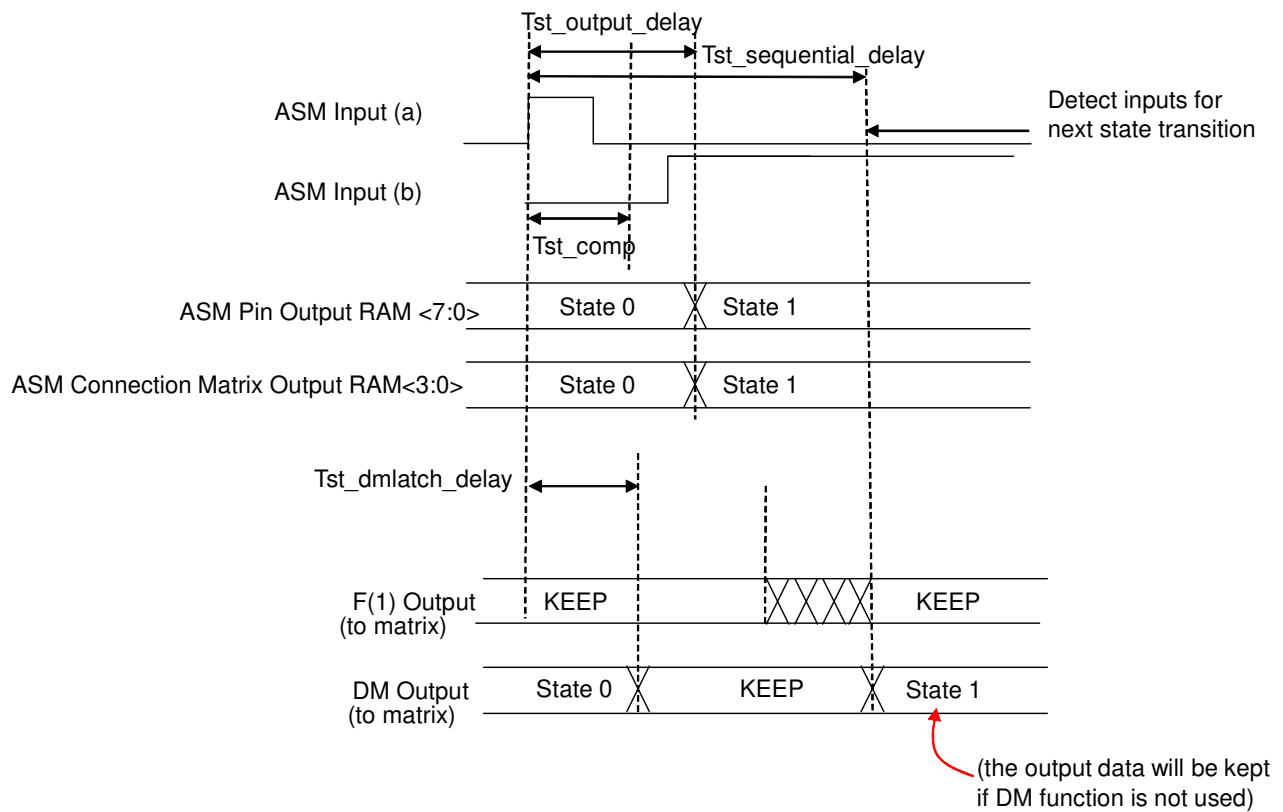 Tst_output_delay
Tst_sequential_delay
ASM Input (a)
Detect inputs for
next state transition
ASM Input (b)
Tst_comp
ASM Pin Output RAM <7:0>
State 0
State 1
ASM Connection Matrix Output RAM<3:0>
State 0
State 1
Tst_dmlatch_delay
F(1) Output
(to matrix)
KEEP
KEEP
DM Output
(to matrix)
State 0
KEEP
State 1
(the output data will be kept
if DM function is not used)